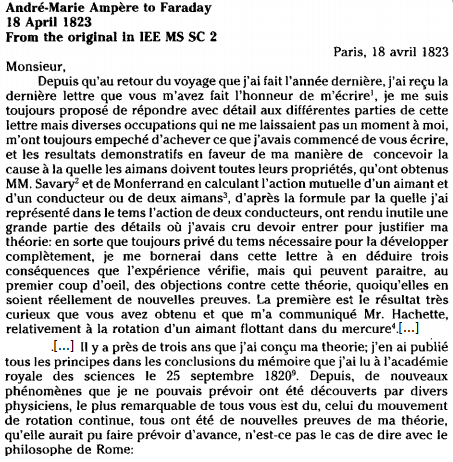 André-Marie Ampère to Faraday
18 April 1823
From the original in IEE MS SC 2
Paris, 18 avril 1823
Monsieur,
Depuis qu'au retour du voyage que j'ai fait l'année dernière, j'ai reçu la
dernière lettre que vous m'avez fait l'honneur de m'écrire¹, je me suis
toujours proposé de répondre avec détail aux différentes parties de cette
lettre mais diverses occupations qui ne me laissaient pas un moment à moi,
m'ont toujours empeché d'achever ce que j'avais commencé de vous écrire,
et les resultats demonstratifs en faveur de ma manière de concevoir la
cause à la quelle les aimans doivent toutes leurs propriétés, qu'ont obtenus
MM. Savary² et de Monferrand en calculant l'action mutuelle d'un aimant et
d'un conducteur ou de deux aimans³, d'après la formule par la quelle j'ai
représenté dans le tems l'action de deux conducteurs, ont rendu inutile une
grande partie des détails où j'avais cru devoir entrer pour justifier ma
théorie: en sorte que toujours privé du tems nécessaire pour la développer
complètement, je me bornerai dans cette lettre à en déduire trois
conséquences que l'expérience vérifie, mais qui peuvent paraitre, au
premier coup d'oeil, des objections contre cette théorie, quoiqu'elles en
soient réellement de nouvelles preuves. La première est le résultat très
curieux que vous avez obtenu et que m'a communiqué Mr. Hachette,
relativement à la rotation d'un aimant flottant dans du mercure⁴.[...]
.[...] Il y a près de trois ans que j'ai conçu ma theorie; j'en ai publié
tous les principes dans les conclusions du mémoire que j'ai lu à l'académie
royale des sciences le 25 septembre 1820⁹. Depuis, de nouveaux
phénomènes que je ne pouvais prévoir ont été découverts par divers
physiciens, le plus remarquable de tous vous est du, celui du mouvement
de rotation continue, tous ont été de nouvelles preuves de ma théorie,
qu'elle aurait pu faire prévoir d'avance, n'est-ce pas le cas de dire avec le
philosophe de Rome: